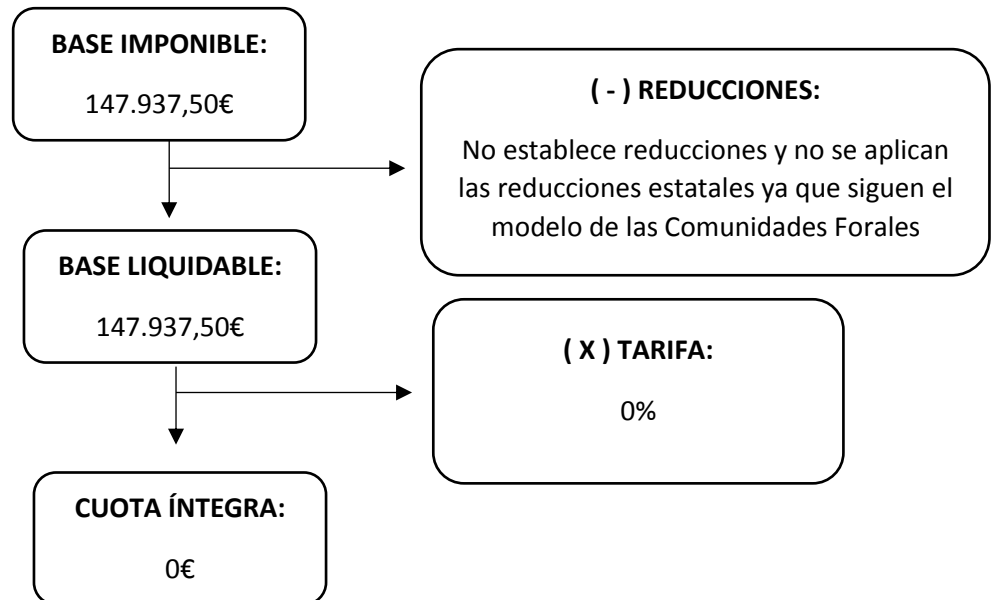 BASE IMPONIBLE:
147.937,50€
( - ) REDUCCIONES:
No establece reducciones y no se aplican
las reducciones estatales ya que siguen el
modelo de las Comunidades Forales
BASE LIQUIDABLE:
147.937,50€
( X ) TARIFA:
0%
CUOTA ÍNTEGRA:
0€